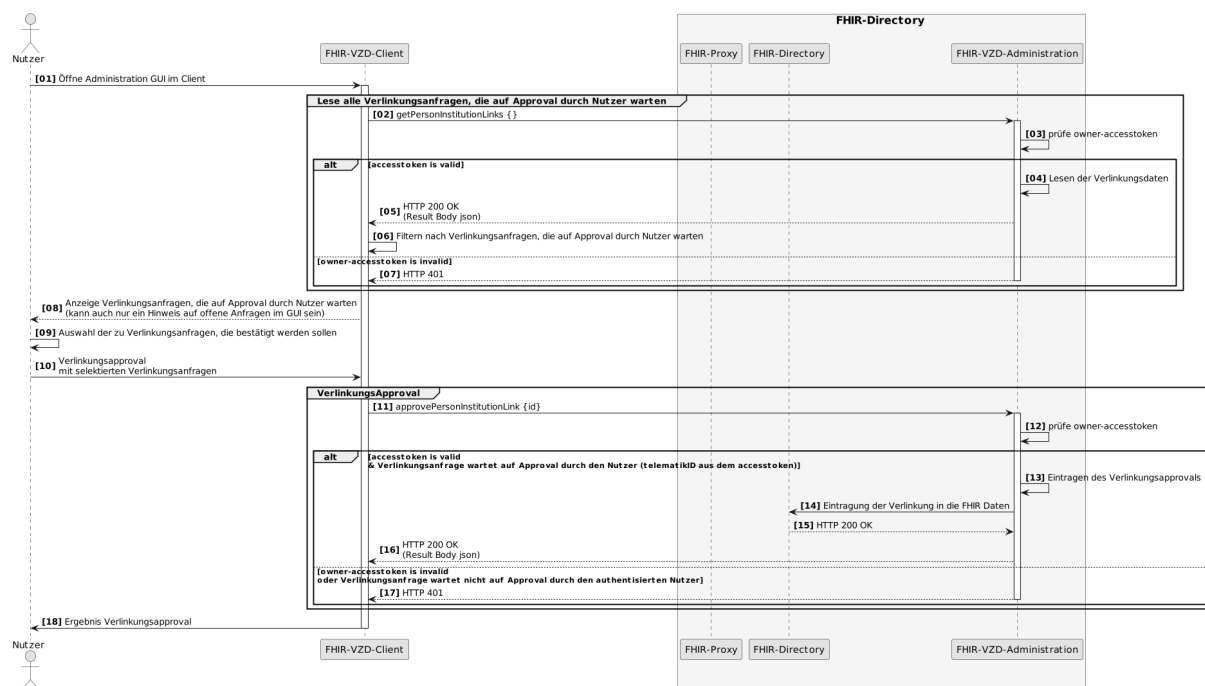 FHIR-Directory
Nutzer
FHIR-VZD-Client
FHIR-Proxy
FHIR-Directory
FHIR-VZD-Administration
[01] Öffne Administration GUI im Client
Lese alle Verlinkungsanfragen, die auf Approval durch Nutzer warten
[02] getPersonInstitutionLinks {}
[03] prüfe owner-accesstoken
alt
[accesstoken is valid]
[04] Lesen der Verlinkungsdaten
[05] HTTP 200 OK
(Result Body json)
[06] Filtern nach Verlinkungsanfragen, die auf Approval durch Nutzer warten
[owner-accesstoken is invalid]
[07] HTTP 401
[08] Anzeige Verlinkungsanfragen, die auf Approval durch Nutzer warten
(kann auch nur ein Hinweis auf offene Anfragen im GUI sein)
[09] Auswahl der zu Verlinkungsanfragen, die bestätigt werden sollen
[10] Verlinkungsapproval
mit selektierten Verlinkungsanfragen
VerlinkungsApproval
[11] approvePersonInstitutionLink {id}
[12] prüfe owner-accesstoken
alt
[accesstoken is valid
& Verlinkungsanfrage wartet auf Approval durch den Nutzer (telematikID aus dem accesstoken)]
[13] Eintragen des Verlinkungsapprovals
[14] Eintragung der Verlinkung in die FHIR Daten
[15] HTTP 200 OK
[16] HTTP 200 OK
(Result Body json)
[owner-accesstoken is invalid
oder Verlinkungsanfrage wartet nicht auf Approval durch den authentisierten Nutzer]
[17] HTTP 401
[18] Ergebnis Verlinkungsapproval
Nutzer
FHIR-VZD-Client
FHIR-Proxy
FHIR-Directory
FHIR-VZD-Administration